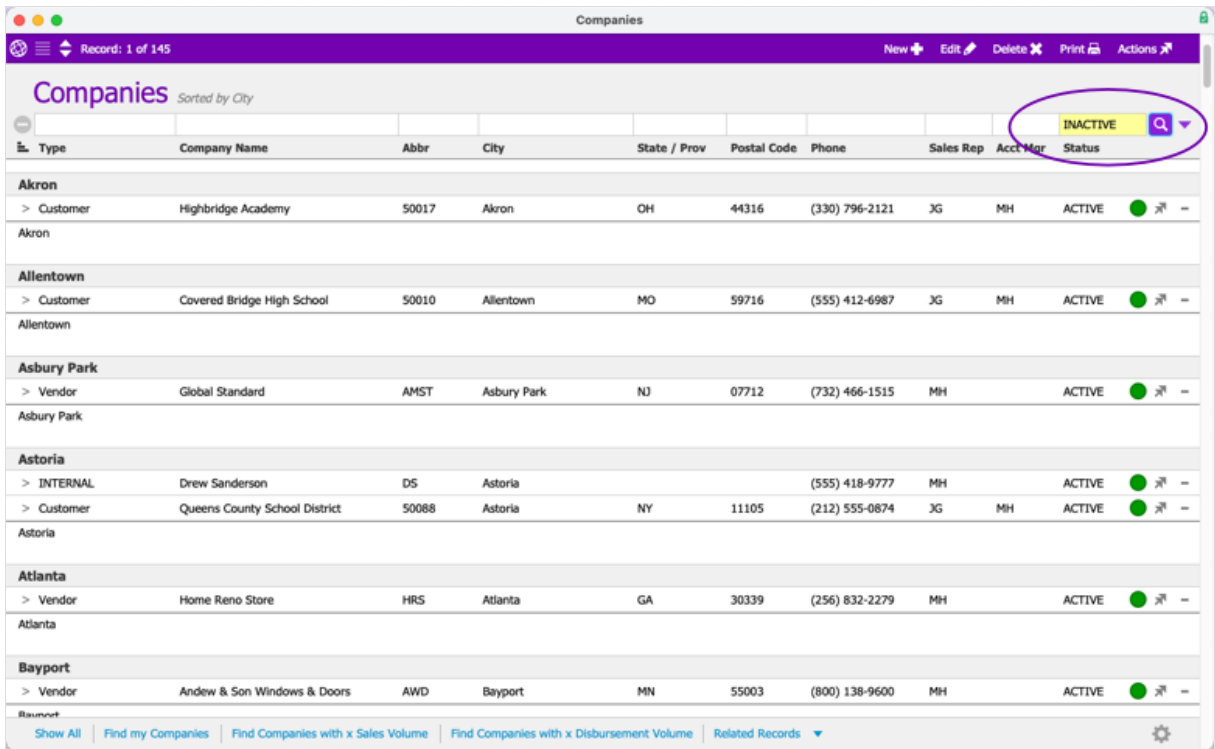 Companies
Record: 1 of 145 New Edit Delete Print Actions
Companies Sorted by City
INACTIVE
Type Company Name Abbr City State / Prov Postal Code Phone Sales Rep Acct Mgr Status
Akron
> Customer Highbridge Academy 50017 Akron OH 44316 (330) 796-2121 JG MH ACTIVE
Akron
Allentown
> Customer Covered Bridge High School 50010 Allentown MO 59716 (555) 412-6987 JG MH ACTIVE
Allentown
Asbury Park
> Vendor Global Standard AMST Asbury Park NJ 07712 (732) 466-1515 MH ACTIVE
Asbury Park
Astoria
> INTERNAL Drew Sanderson DS Astoria (555) 418-9777 MH ACTIVE
> Customer Queens County School District 50088 Astoria NY 11105 (212) 555-0874 JG MH ACTIVE
Astoria
Atlanta
> Vendor Home Reno Store HRS Atlanta GA 30339 (256) 832-2279 MH ACTIVE
Atlanta
Bayport
> Vendor Andew & Son Windows & Doors AWD Bayport MN 55003 (800) 138-9600 MH ACTIVE
Bayport
Show All Find my Companies Find Companies with x Sales Volume Find Companies with x Disbursement Volume Related Records